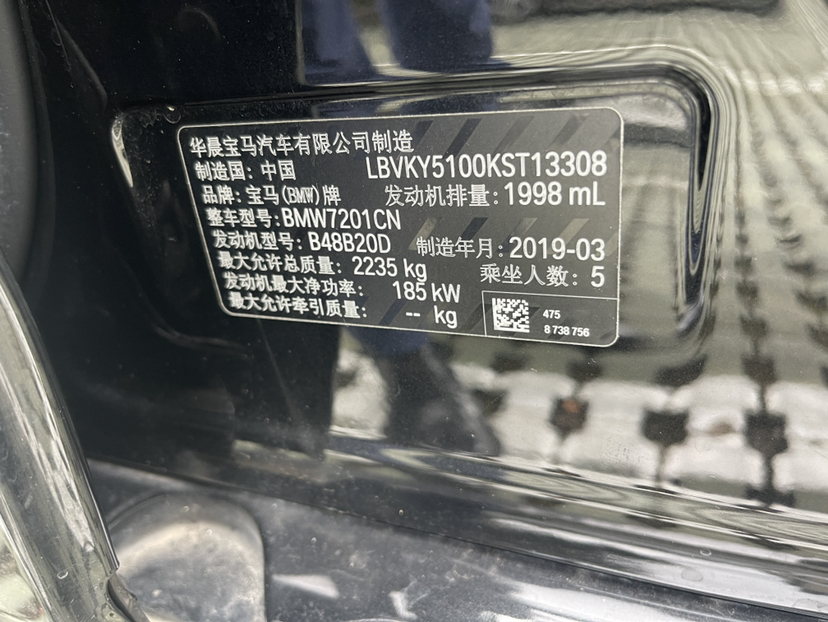 华晨宝马汽车有限公司制造
制造国: 中国 LBVKY5100KST13308
品牌: 宝马(BMW)牌 发动机排量: 1998 mL
整车型号: BMW7201CN
发动机型号: B48B20D 制造年月: 2019-03
最大允许总质量: 2235 kg 乘坐人数: 5
发动机最大净功率: 185 kW
最大允许牵引质量: -- kg
475
8 738 756